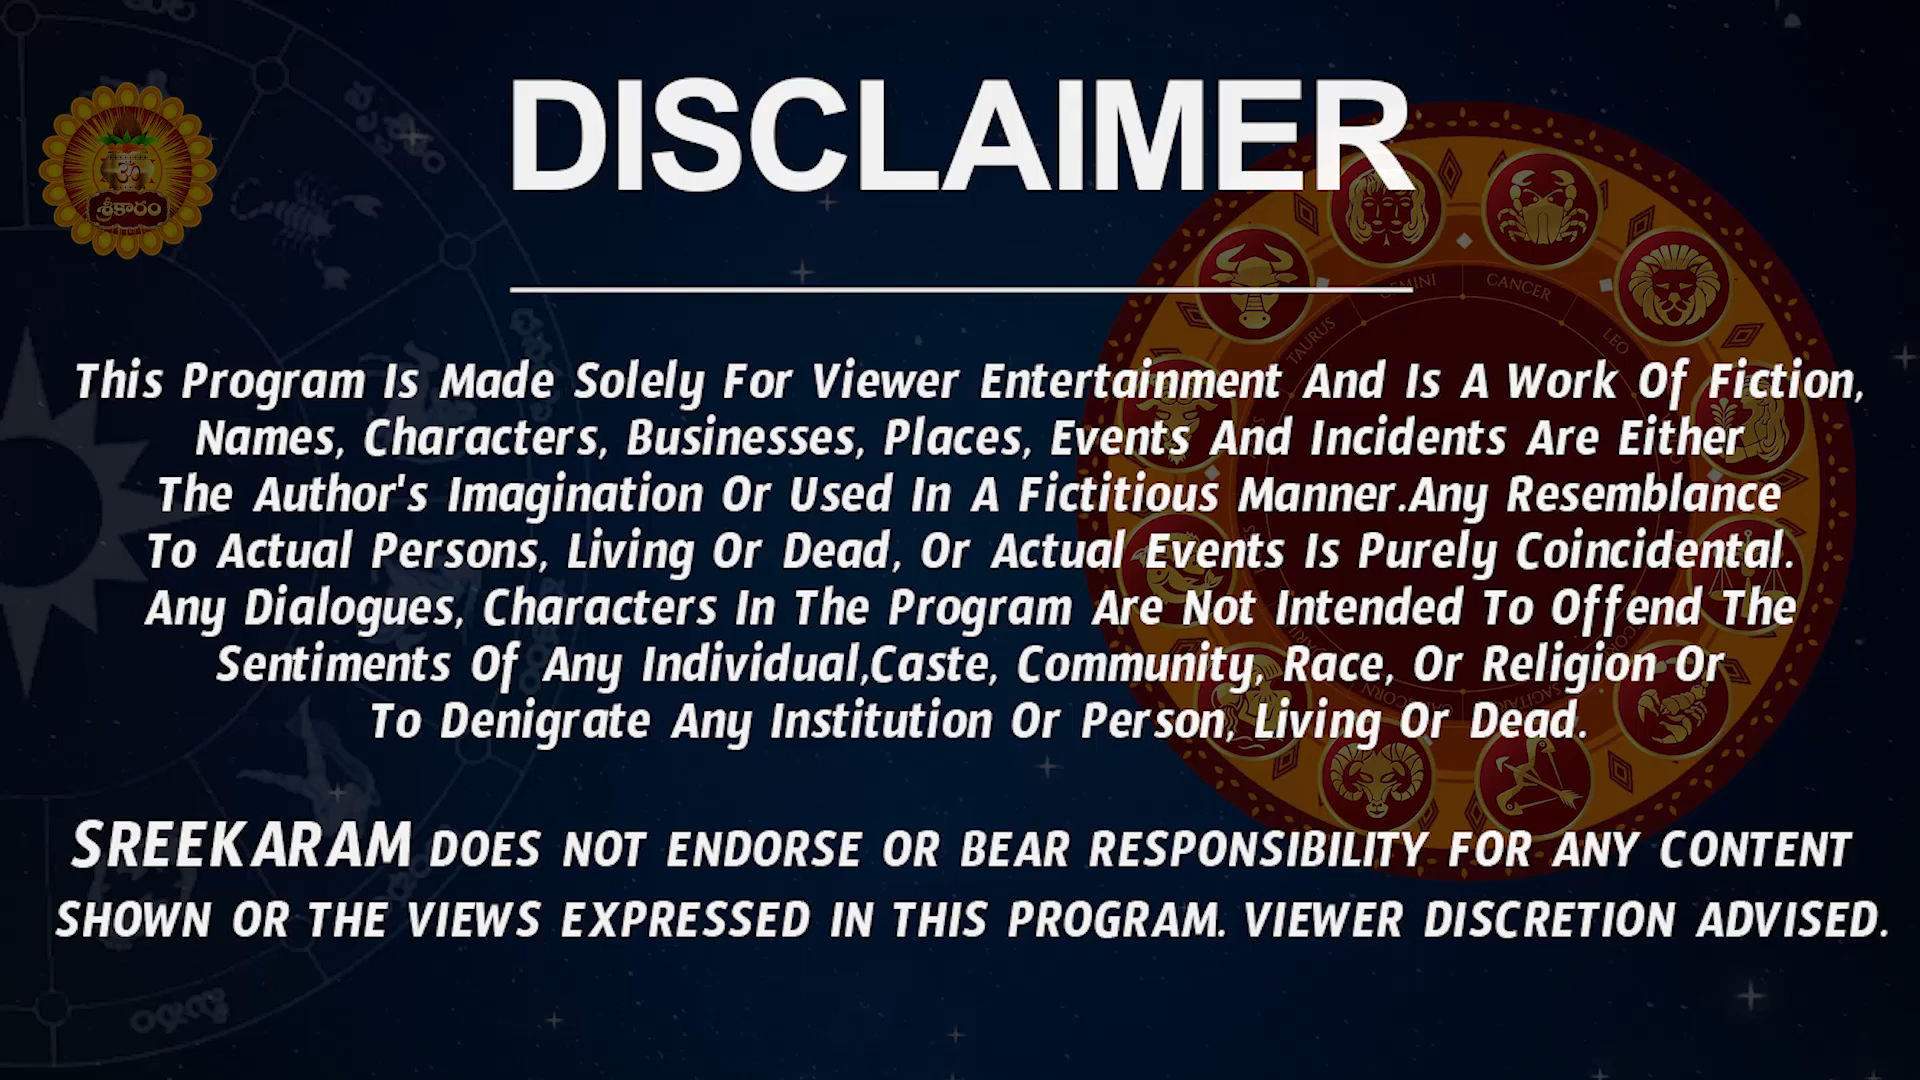 DISCLAIMER
శ్రీకారం
GEMINI
CANCER
TAURUS
LEO
This Program Is Made Solely For Viewer Entertainment And Is A Work Of Fiction,
Names, Characters, Businesses, Places, Events And Incidents Are Either
The Author's Imagination Or Used In A Fictitious Manner.Any Resemblance
To Actual Persons, Living Or Dead, Or Actual Events Is Purely Coincidental.
Any Dialogues, Characters In The Program Are Not Intended To Offend The
Sentiments Of Any Individual,Caste, Community, Race, Or Religion Or
To Denigrate Any Institution Or Person, Living Or Dead.
SREEKARAM DOES NOT ENDORSE OR BEAR RESPONSIBILITY FOR ANY CONTENT
SHOWN OR THE VIEWS EXPRESSED IN THIS PROGRAM. VIEWER DISCRETION ADVISED.